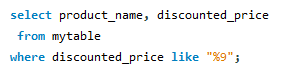 select product_name, discounted_price
from mytable
where discounted_price like "%9";